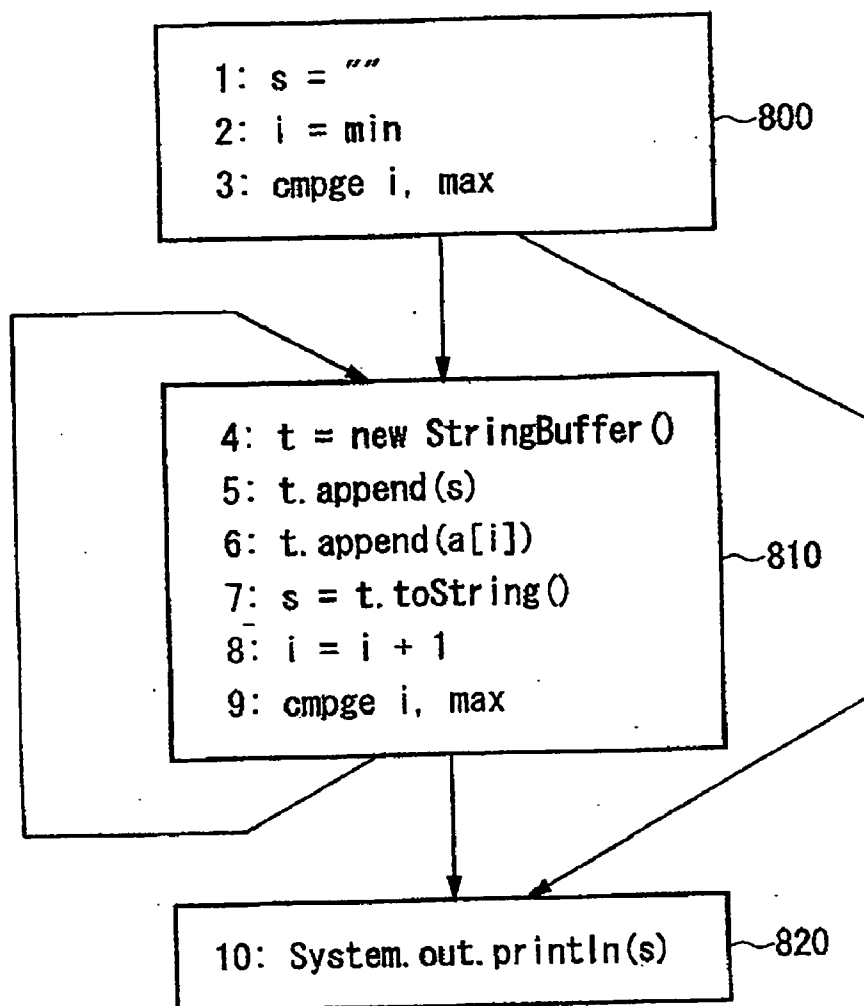 1: s = ""
2: i = min
3: cmpge i, max
800
4: t = new StringBuffer()
5: t.append(s)
6: t.append(a[i])
7: s = t.toString()
8: i = i + 1
9: cmpge i, max
810
10: System.out.println(s)
820